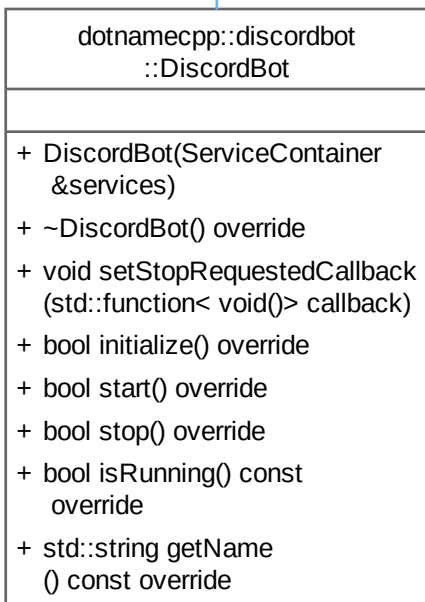 dotnamecpp::discordbot
::DiscordBot
+ DiscordBot(ServiceContainer
&services)
+ ~DiscordBot() override
+ void setStopRequestedCallback
(std::function< void()> callback)
+ bool initialize() override
+ bool start() override
+ bool stop() override
+ bool isRunning() const
override
+ std::string getName
() const override